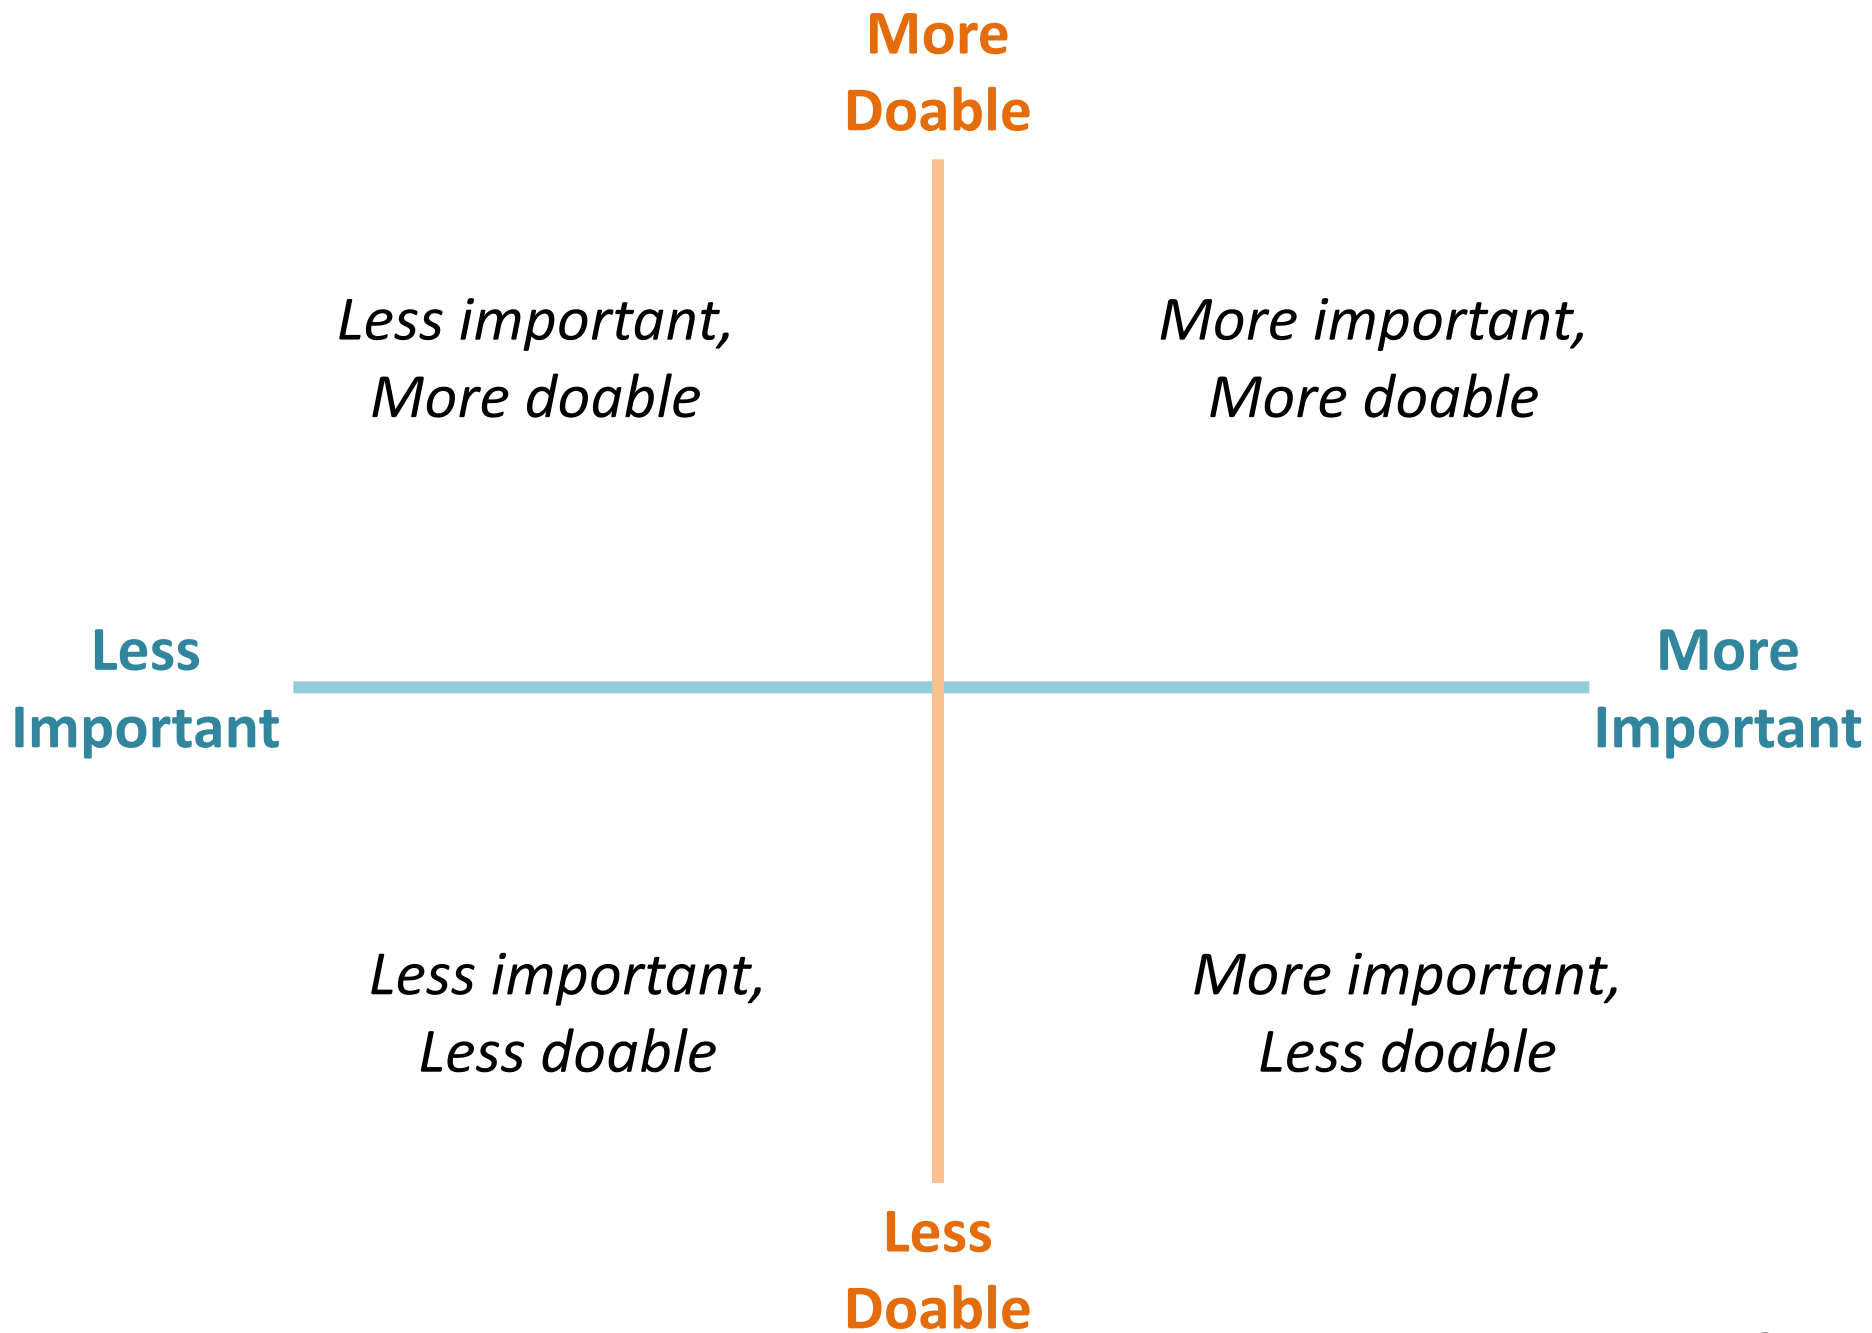 More
Doable
Less important,
More doable
More important,
More doable
Less
Important
More
Important
Less important,
Less doable
More important,
Less doable
Less
Doable